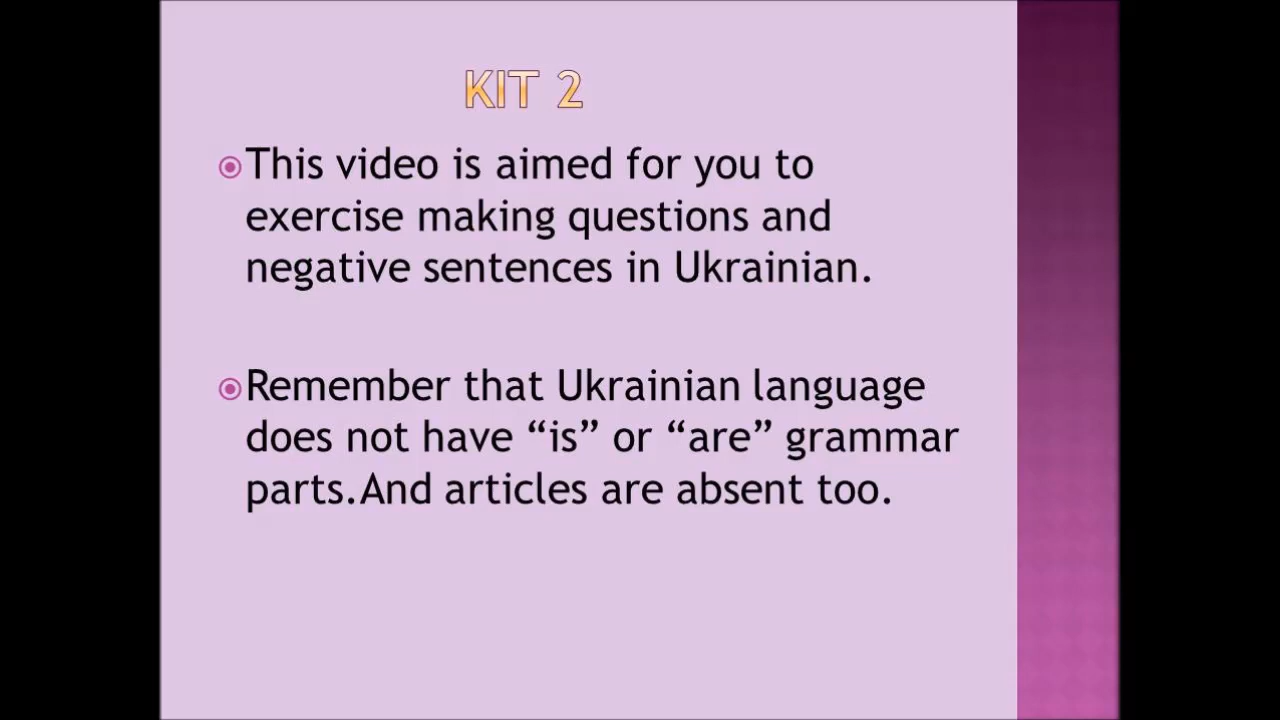 KIT 2
This video is aimed for you to
exercise making questions and
negative sentences in Ukrainian.
Remember that Ukrainian language
does not have “is” or “are” grammar
parts.And articles are absent too.